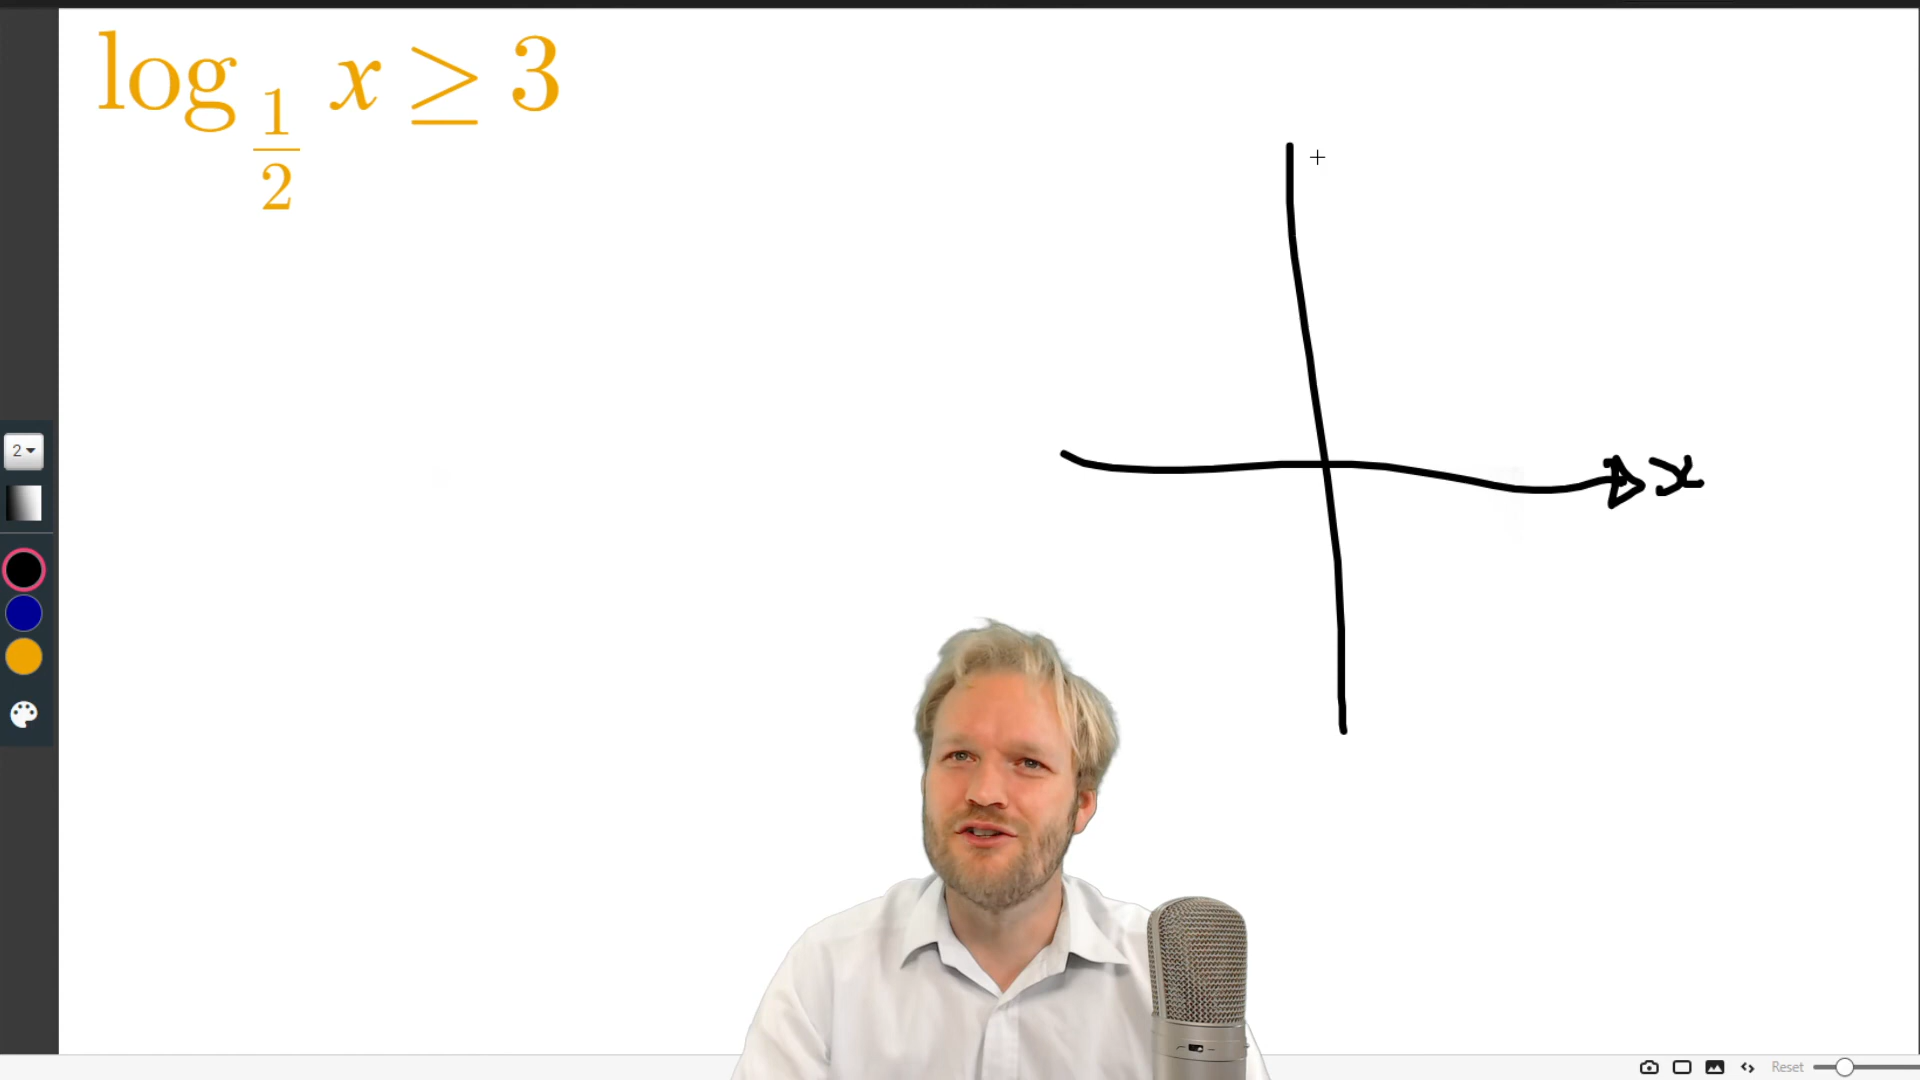 log_{1/2} x ≥ 3
x
2
Reset